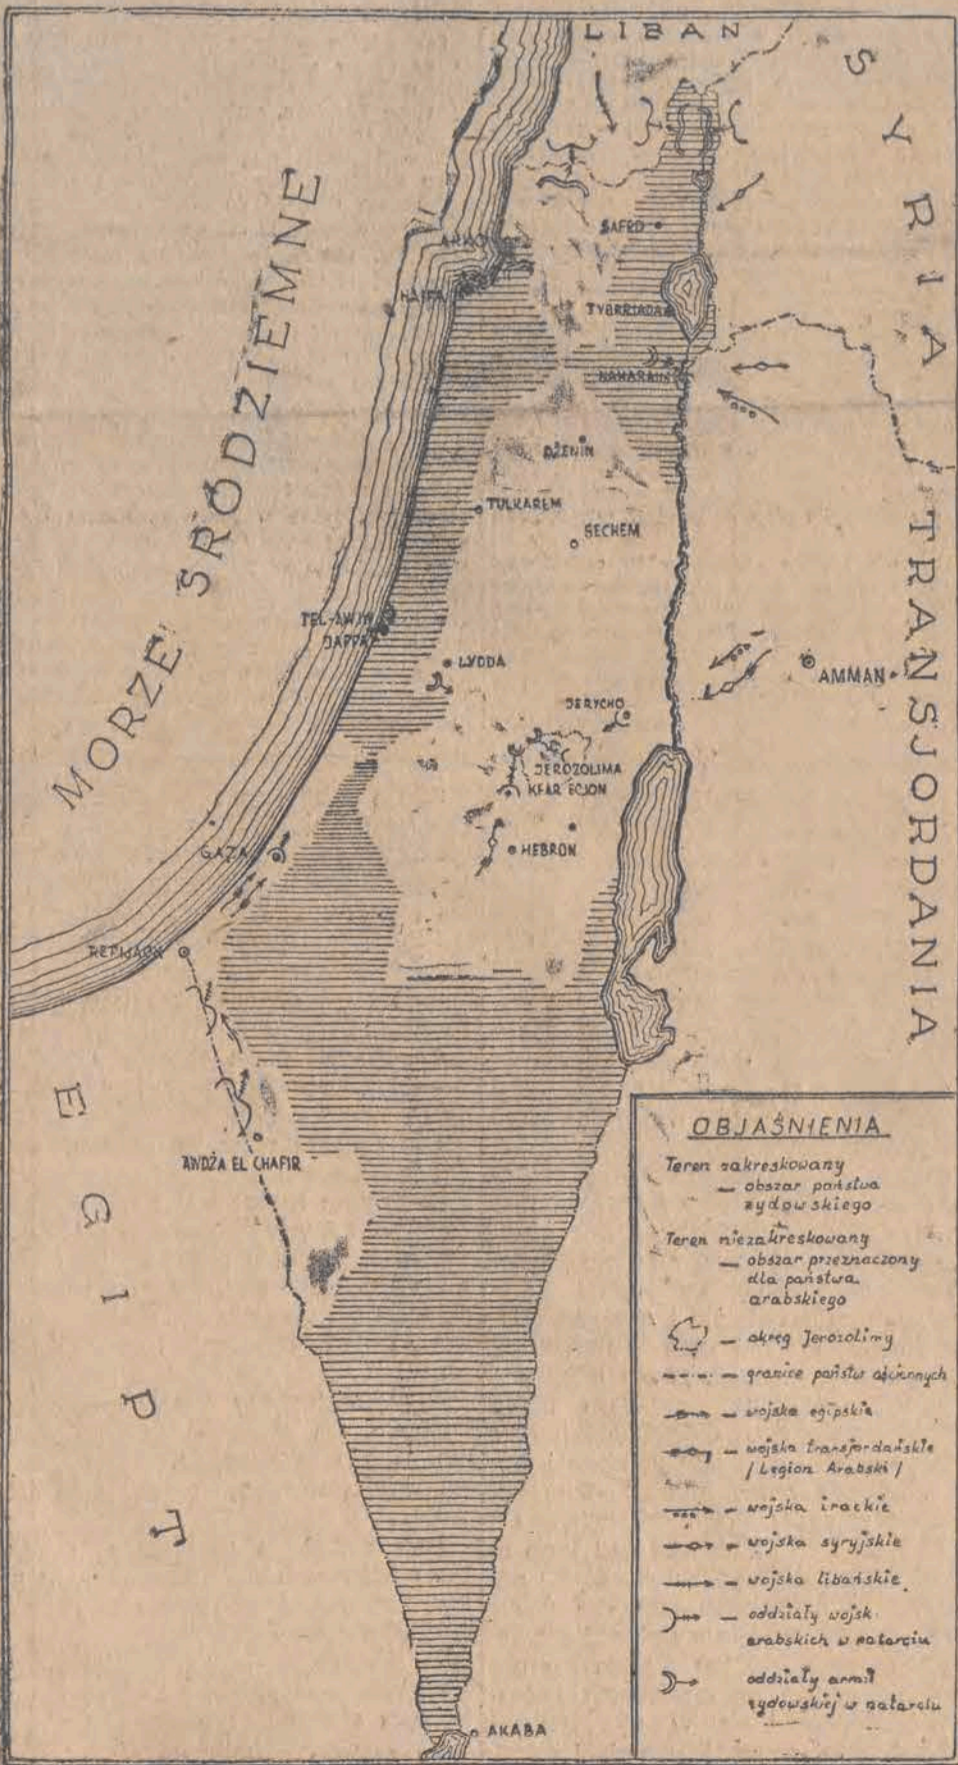 LIBAN
SYRIA
MORZE ŚRÓDZIEMNE
AKKO
HAIFA
SAFED
TYBERIADA
NAHARAIM
DŻENIN
TULKAREM
SECHEM
TEL-AWIW
JAFFA
LYDDA
JERYCHO
AMMAN
TRANSJORDANIA
JEROZOLIMA
KFAR ECJON
HEBRON
GAZA
AWDŻA EL CHAFIR
EGIPT
AKABA
OBJAŚNIENIA
Teren zakreskowany
— obszar państwa
żydowskiego
Teren niezakreskowany
— obszar przeznaczony
dla państwa
arabskiego
— okręg Jerozolimy
— granice państw ościennych
— wojska egipskie
— wojska transjordańskie
/Legion Arabski/
— wojska irackie
— wojska syryjskie
— wojska libańskie
— oddziały wojsk
arabskich w natarciu
oddziały armii
żydowskiej w natarciu